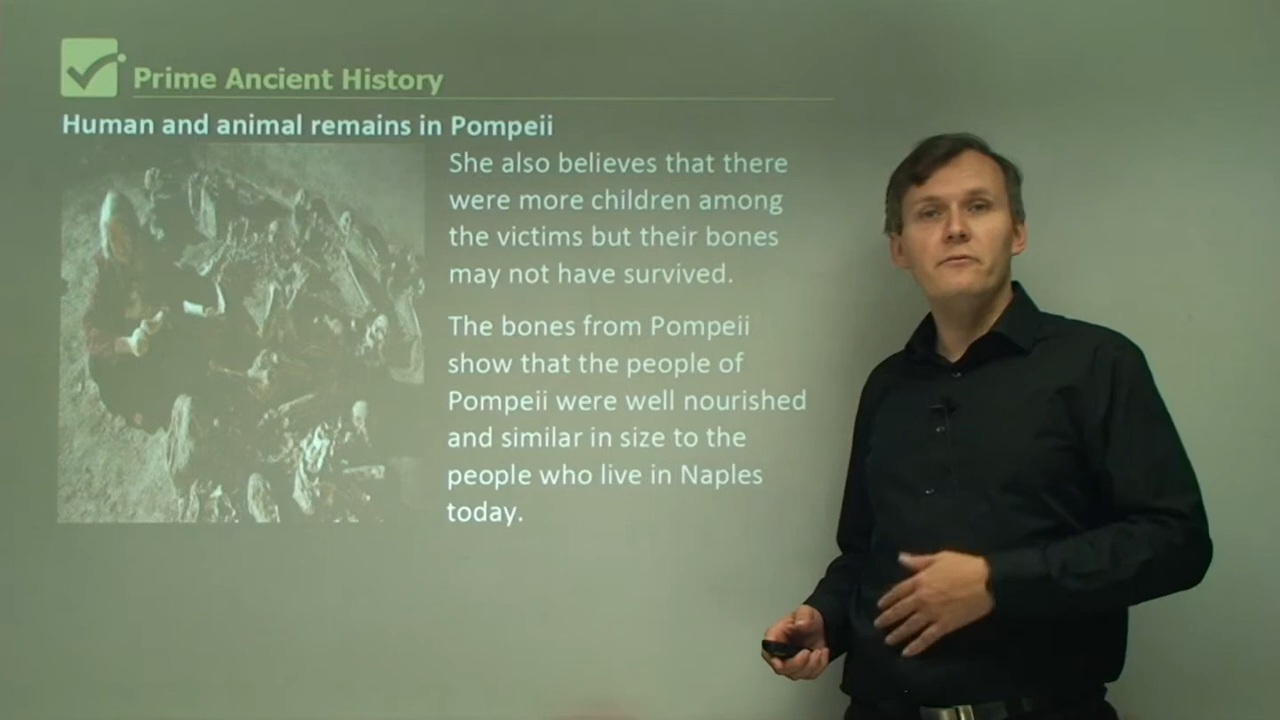 Prime Ancient History
Human and animal remains in Pompeii
She also believes that there
were more children among
the victims but their bones
may not have survived.
The bones from Pompeii
show that the people of
Pompeii were well nourished
and similar in size to the
people who live in Naples
today.